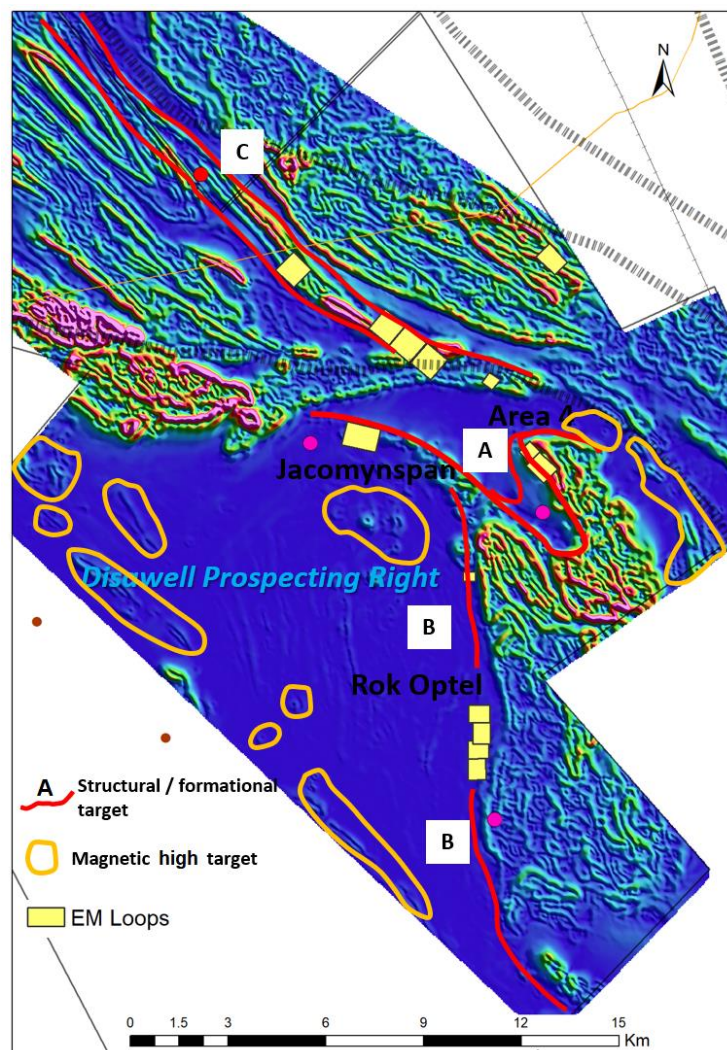 N
C
Area 4
A
Jacomynspan
Disawell Prospecting Right
B
Rok Optel
B
A Structural / formational
target
Magnetic high target
EM Loops
0 1.5 3 6 9 12 15
Km